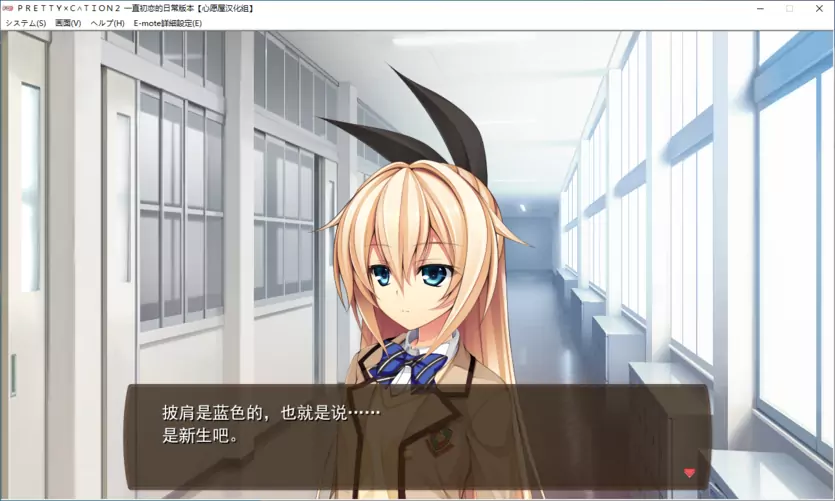 ＰＲＥＴＴＹ×ＣΛＴＩＯＮ２ 一直初恋的日常版本【心愿屋汉化组】
システム(S) 画面(V) ヘルプ(H) E-mote詳細設定(E)
披肩是蓝色的，也就是说……
是新生吧。